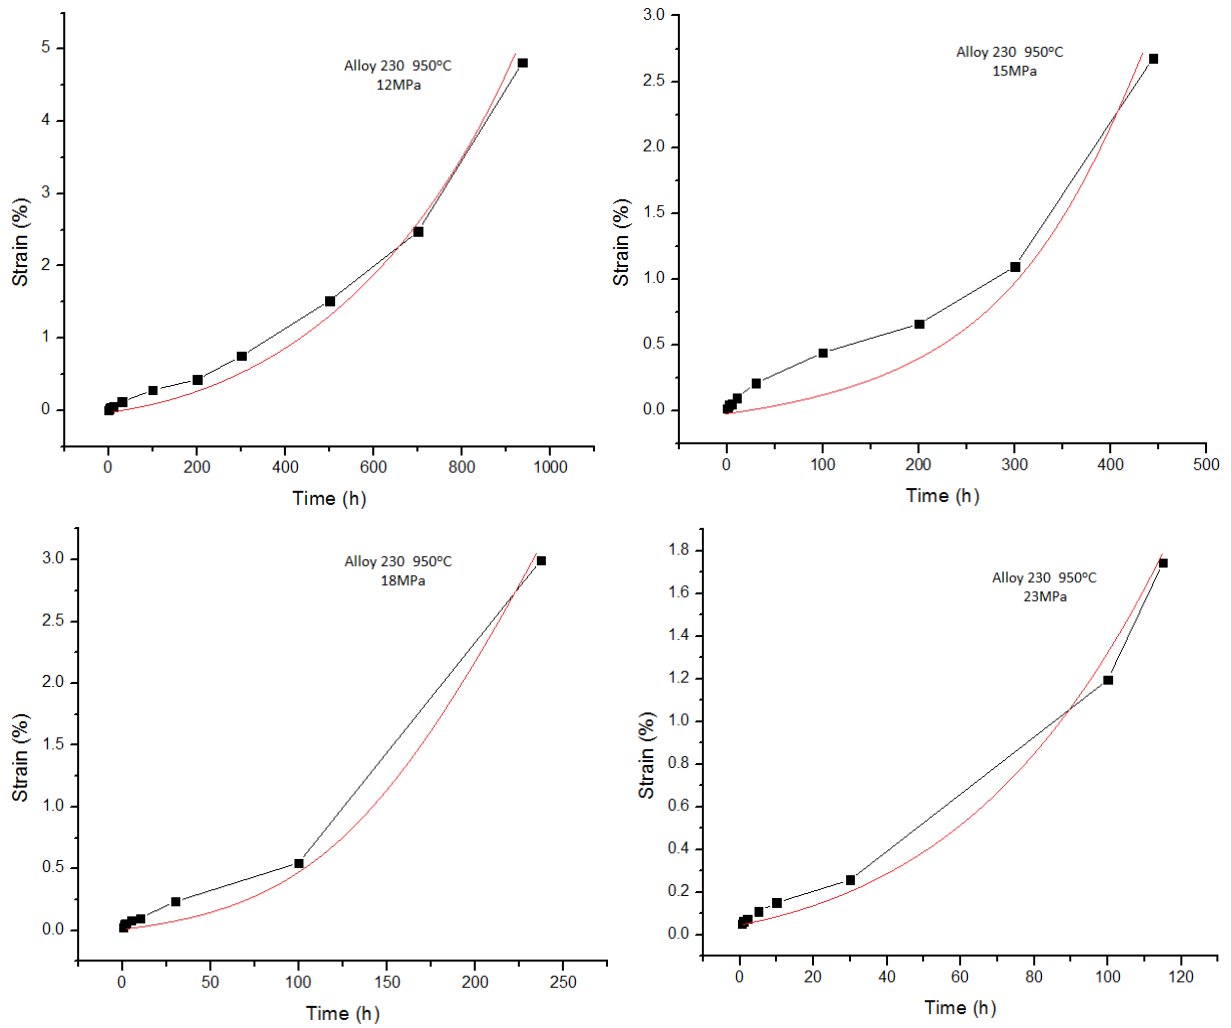 Alloy 230 950°C
12MPa
5
4
3
2
1
0
Strain (%)
0 200 400 600 800 1000
Time (h)
Alloy 230 950°C
15MPa
3.0
2.5
2.0
1.5
1.0
0.5
0.0
Strain (%)
0 100 200 300 400 500
Time (h)
Alloy 230 950°C
18MPa
3.0
2.5
2.0
1.5
1.0
0.5
0.0
Strain (%)
0 50 100 150 200 250
Time (h)
Alloy 230 950°C
23MPa
1.8
1.6
1.4
1.2
1.0
0.8
0.6
0.4
0.2
0.0
Strain (%)
0 20 40 60 80 100 120
Time (h)